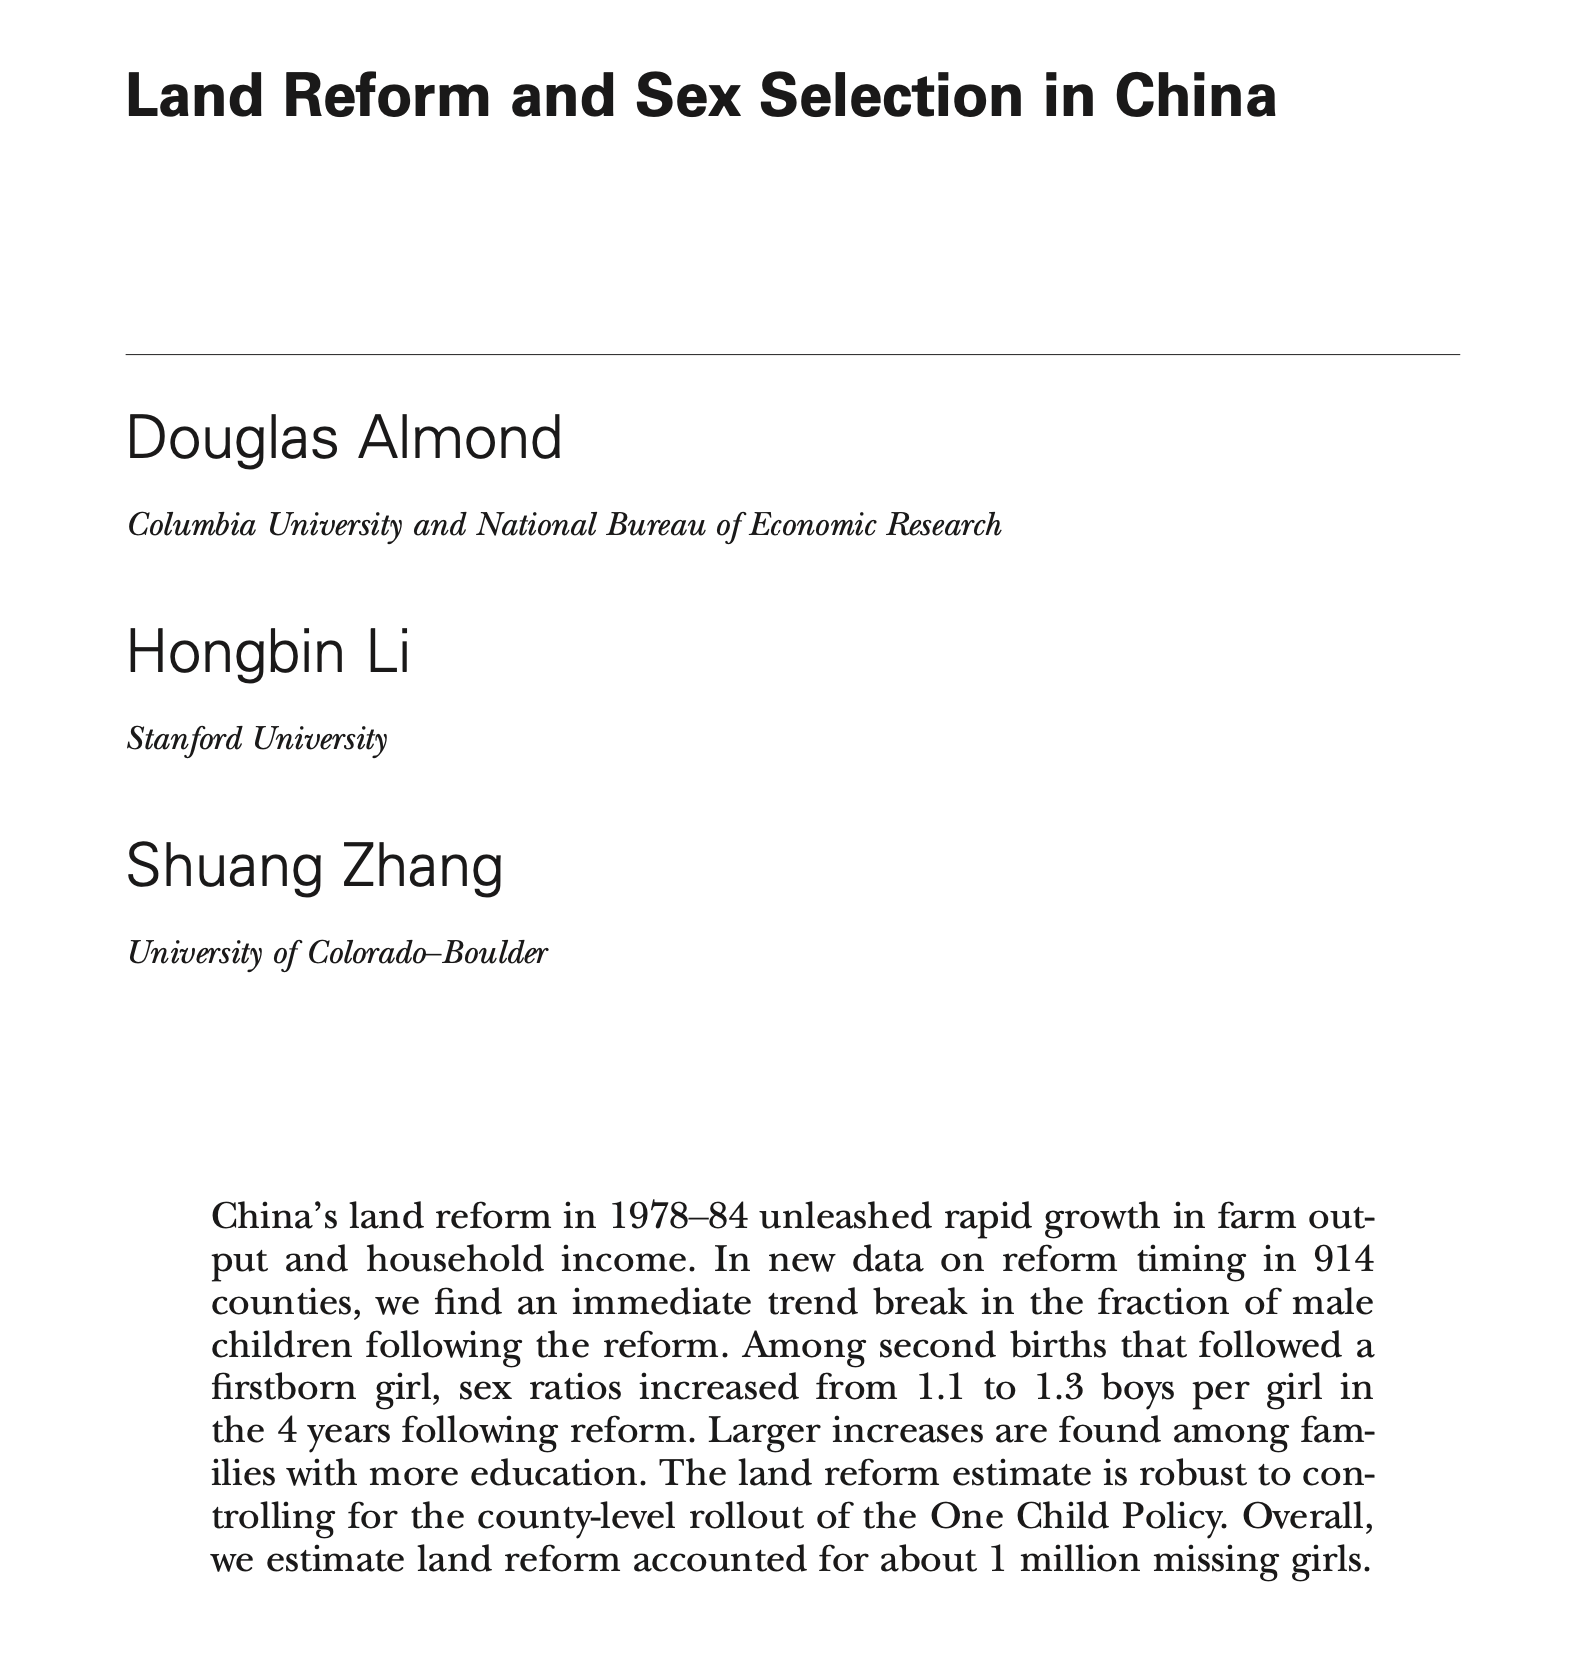 Land Reform and Sex Selection in China
Douglas Almond
Columbia University and National Bureau of Economic Research
Hongbin Li
Stanford University
Shuang Zhang
University of Colorado–Boulder
China’s land reform in 1978–84 unleashed rapid growth in farm out-
put and household income. In new data on reform timing in 914
counties, we find an immediate trend break in the fraction of male
children following the reform. Among second births that followed a
firstborn girl, sex ratios increased from 1.1 to 1.3 boys per girl in
the 4 years following reform. Larger increases are found among fam-
ilies with more education. The land reform estimate is robust to con-
trolling for the county-level rollout of the One Child Policy. Overall,
we estimate land reform accounted for about 1 million missing girls.